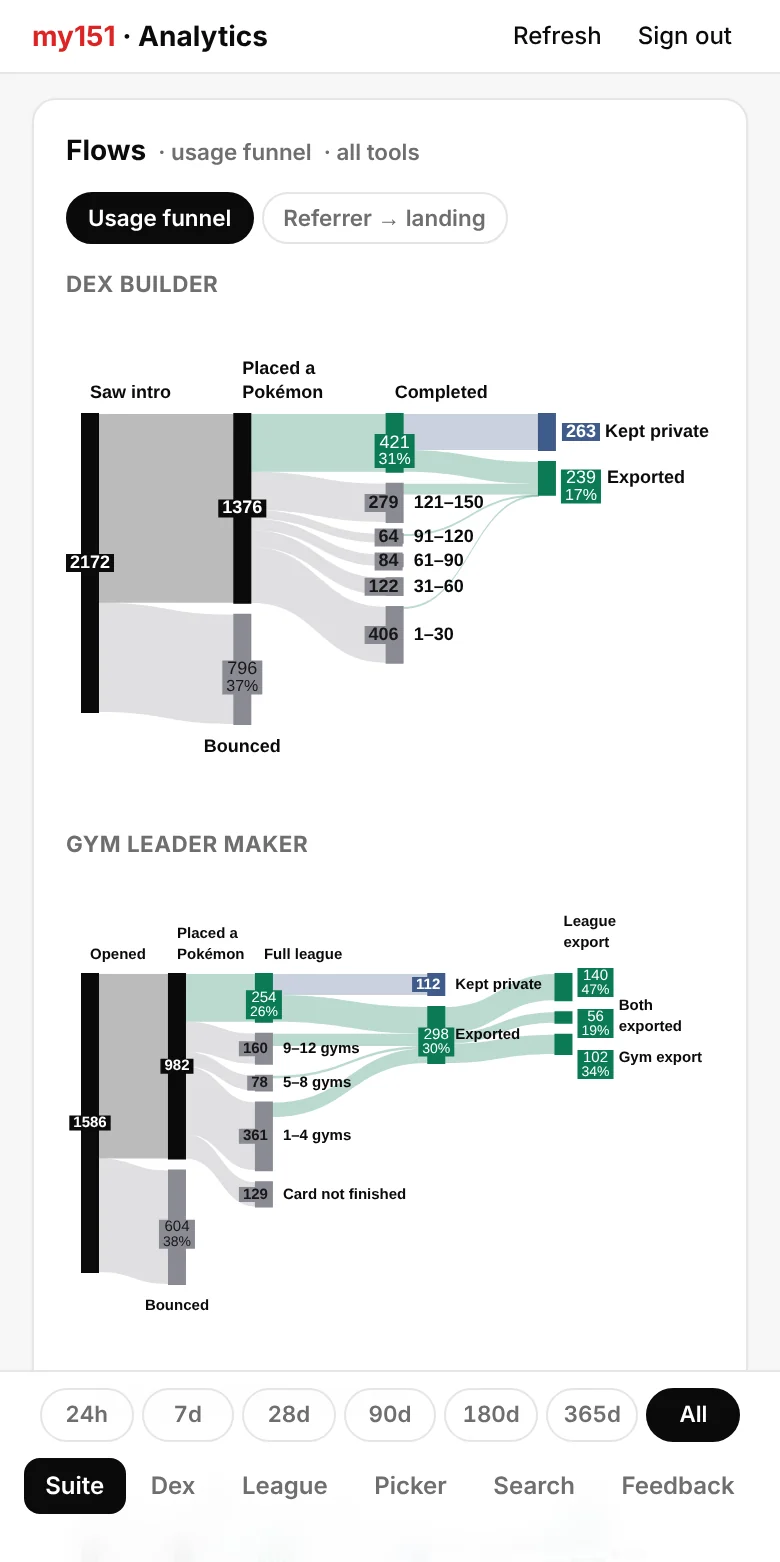 my151 · Analytics
Refresh
Sign out
Flows · usage funnel · all tools
Usage funnel
Referrer → landing
DEX BUILDER
Saw intro
Placed a
Pokémon
Completed
2172
1376
796
37%
Bounced
421
31%
279 121–150
64 91–120
84 61–90
122 31–60
406 1–30
263 Kept private
239
17%
Exported
GYM LEADER MAKER
Opened
Placed a
Pokémon
Full league
League
export
1586
982
604
38%
Bounced
254
26%
160 9–12 gyms
78 5–8 gyms
361 1–4 gyms
129 Card not finished
112 Kept private
298
30%
Exported
140
47%
56
19%
Both
exported
102
34%
Gym export
24h
7d
28d
90d
180d
365d
All
Suite
Dex
League
Picker
Search
Feedback